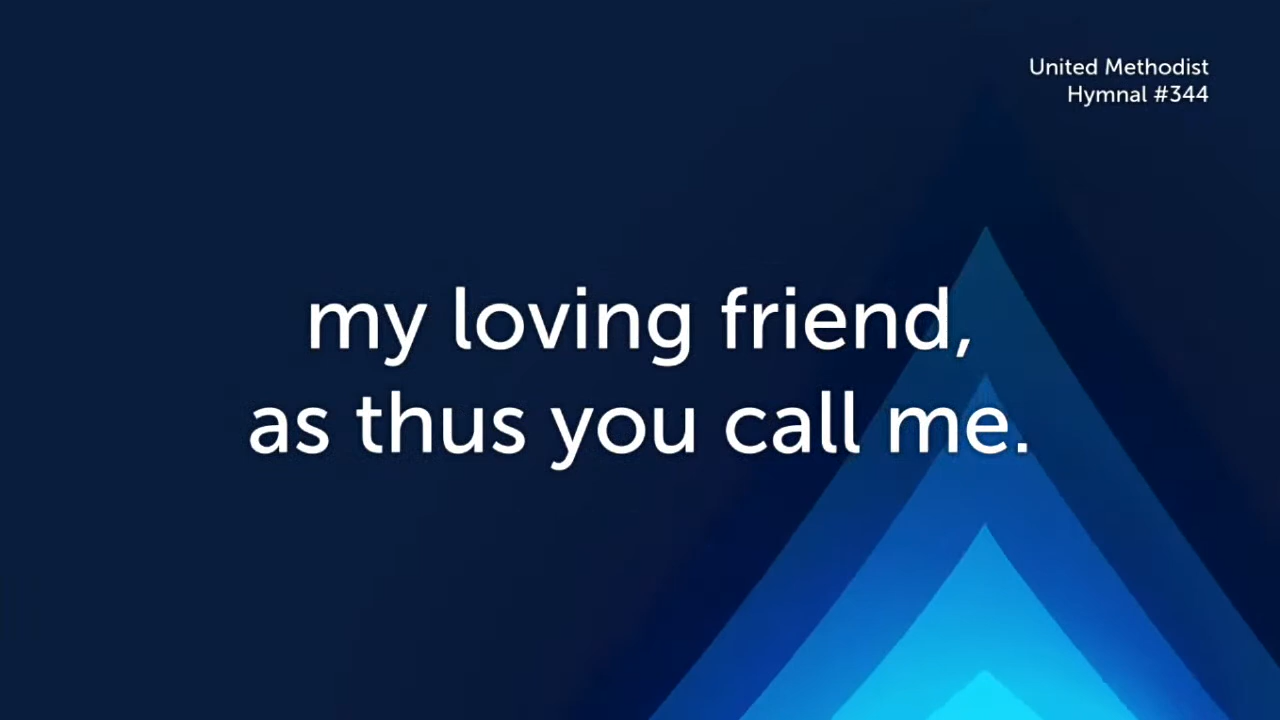 United Methodist
Hymnal #344
my loving friend,
as thus you call me.